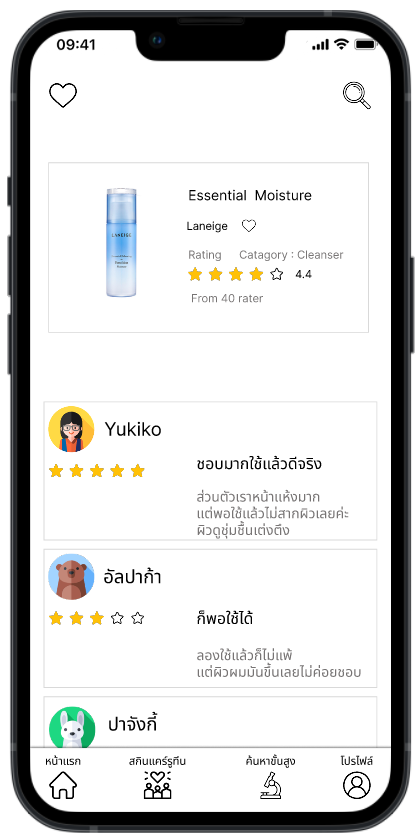 09:41
Essential Moisture
Laneige
Rating Catagory : Cleanser
4.4
From 40 rater
LANEIGE
Essential
Moisture
Yukiko
ชอบมากใช้แล้วดีจริง
ส่วนตัวเราหน้าแห้งมาก
แต่พอใช้แล้วไม่สากผิวเลยค่ะ
ผิวดูชุ่มชื้นเต่งตึง
อัลปาก้า
ก็พอใช้ได้
ลองใช้แล้วก็ไม่แพ้
แต่ผิวผมมันขึ้นเลยไม่ค่อยชอบ
ปาจังกี้
หน้าแรก สกินแคร์รูทีน ค้นหาขั้นสูง โปรไฟล์